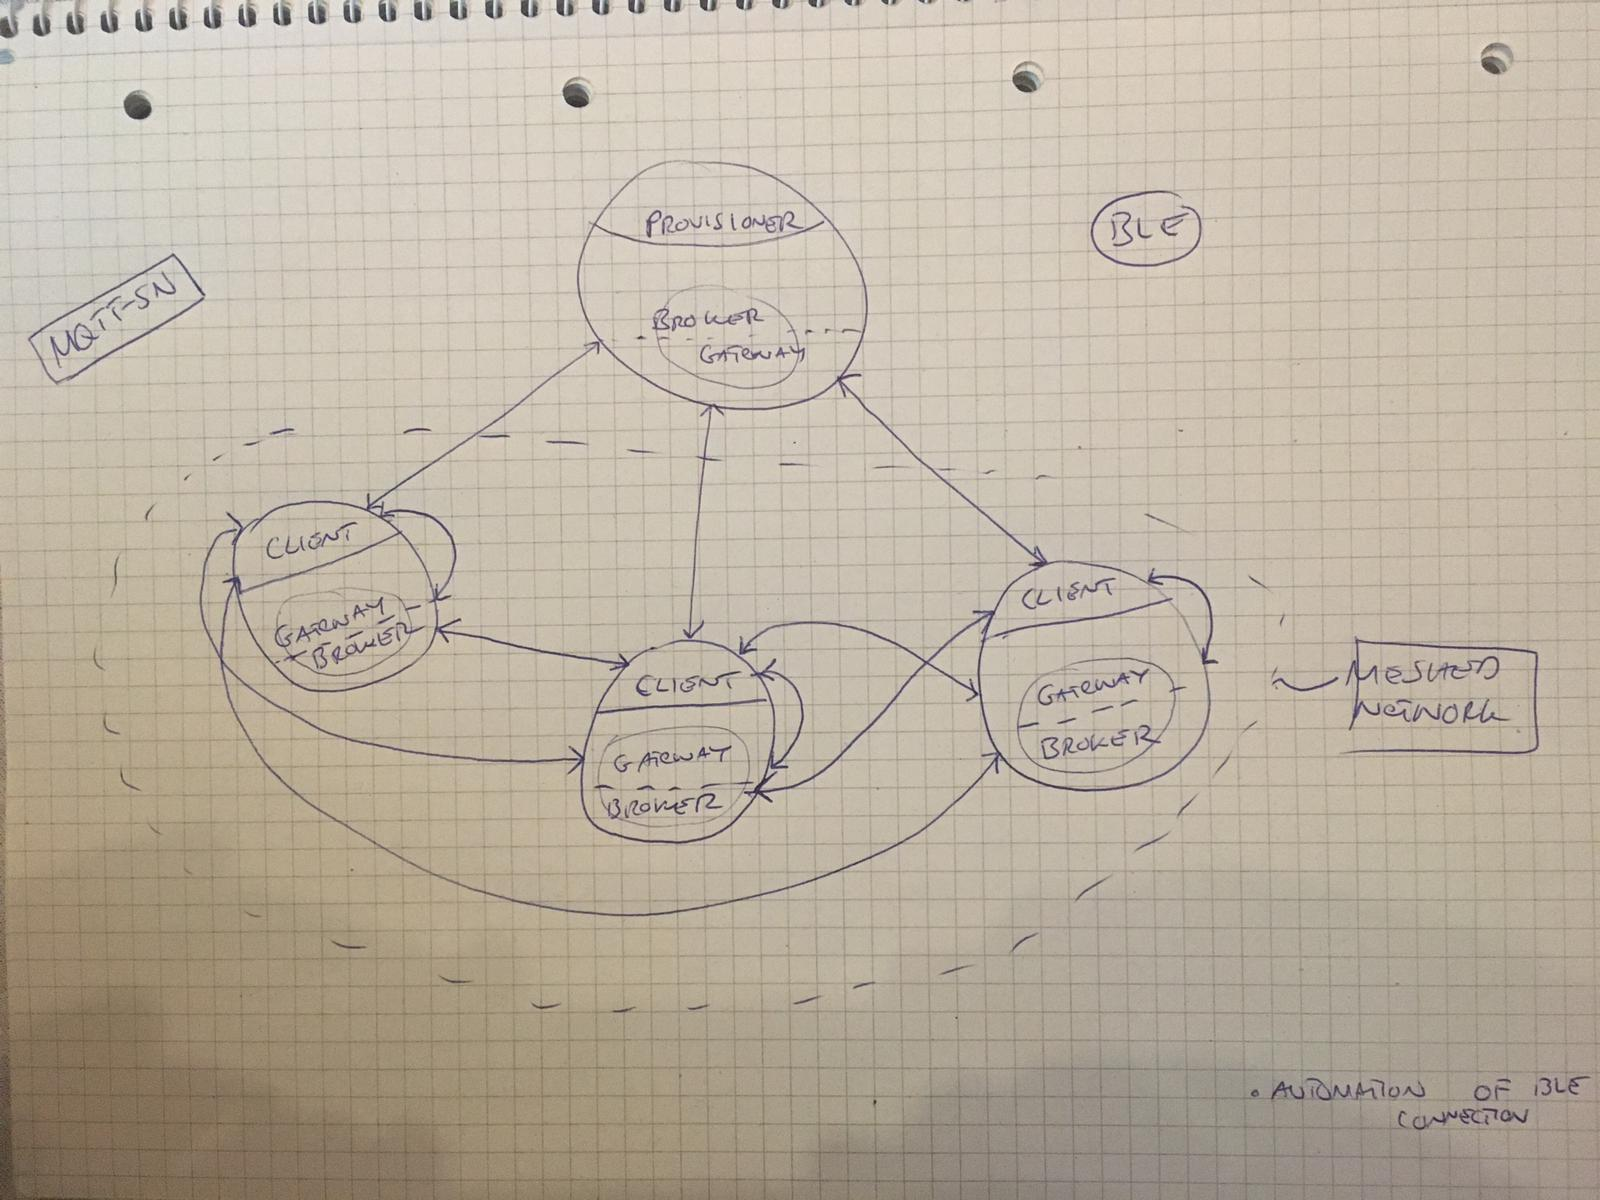 PROVISIONER
BLE
MQTT-SN
BROKER
GATEWAY
CLIENT
GATEWAY
BROKER
CLIENT
GATEWAY
BROKER
CLIENT
GATEWAY
BROKER
MESHED
NETWORK
• AUTOMATION OF BLE
CONNECTION